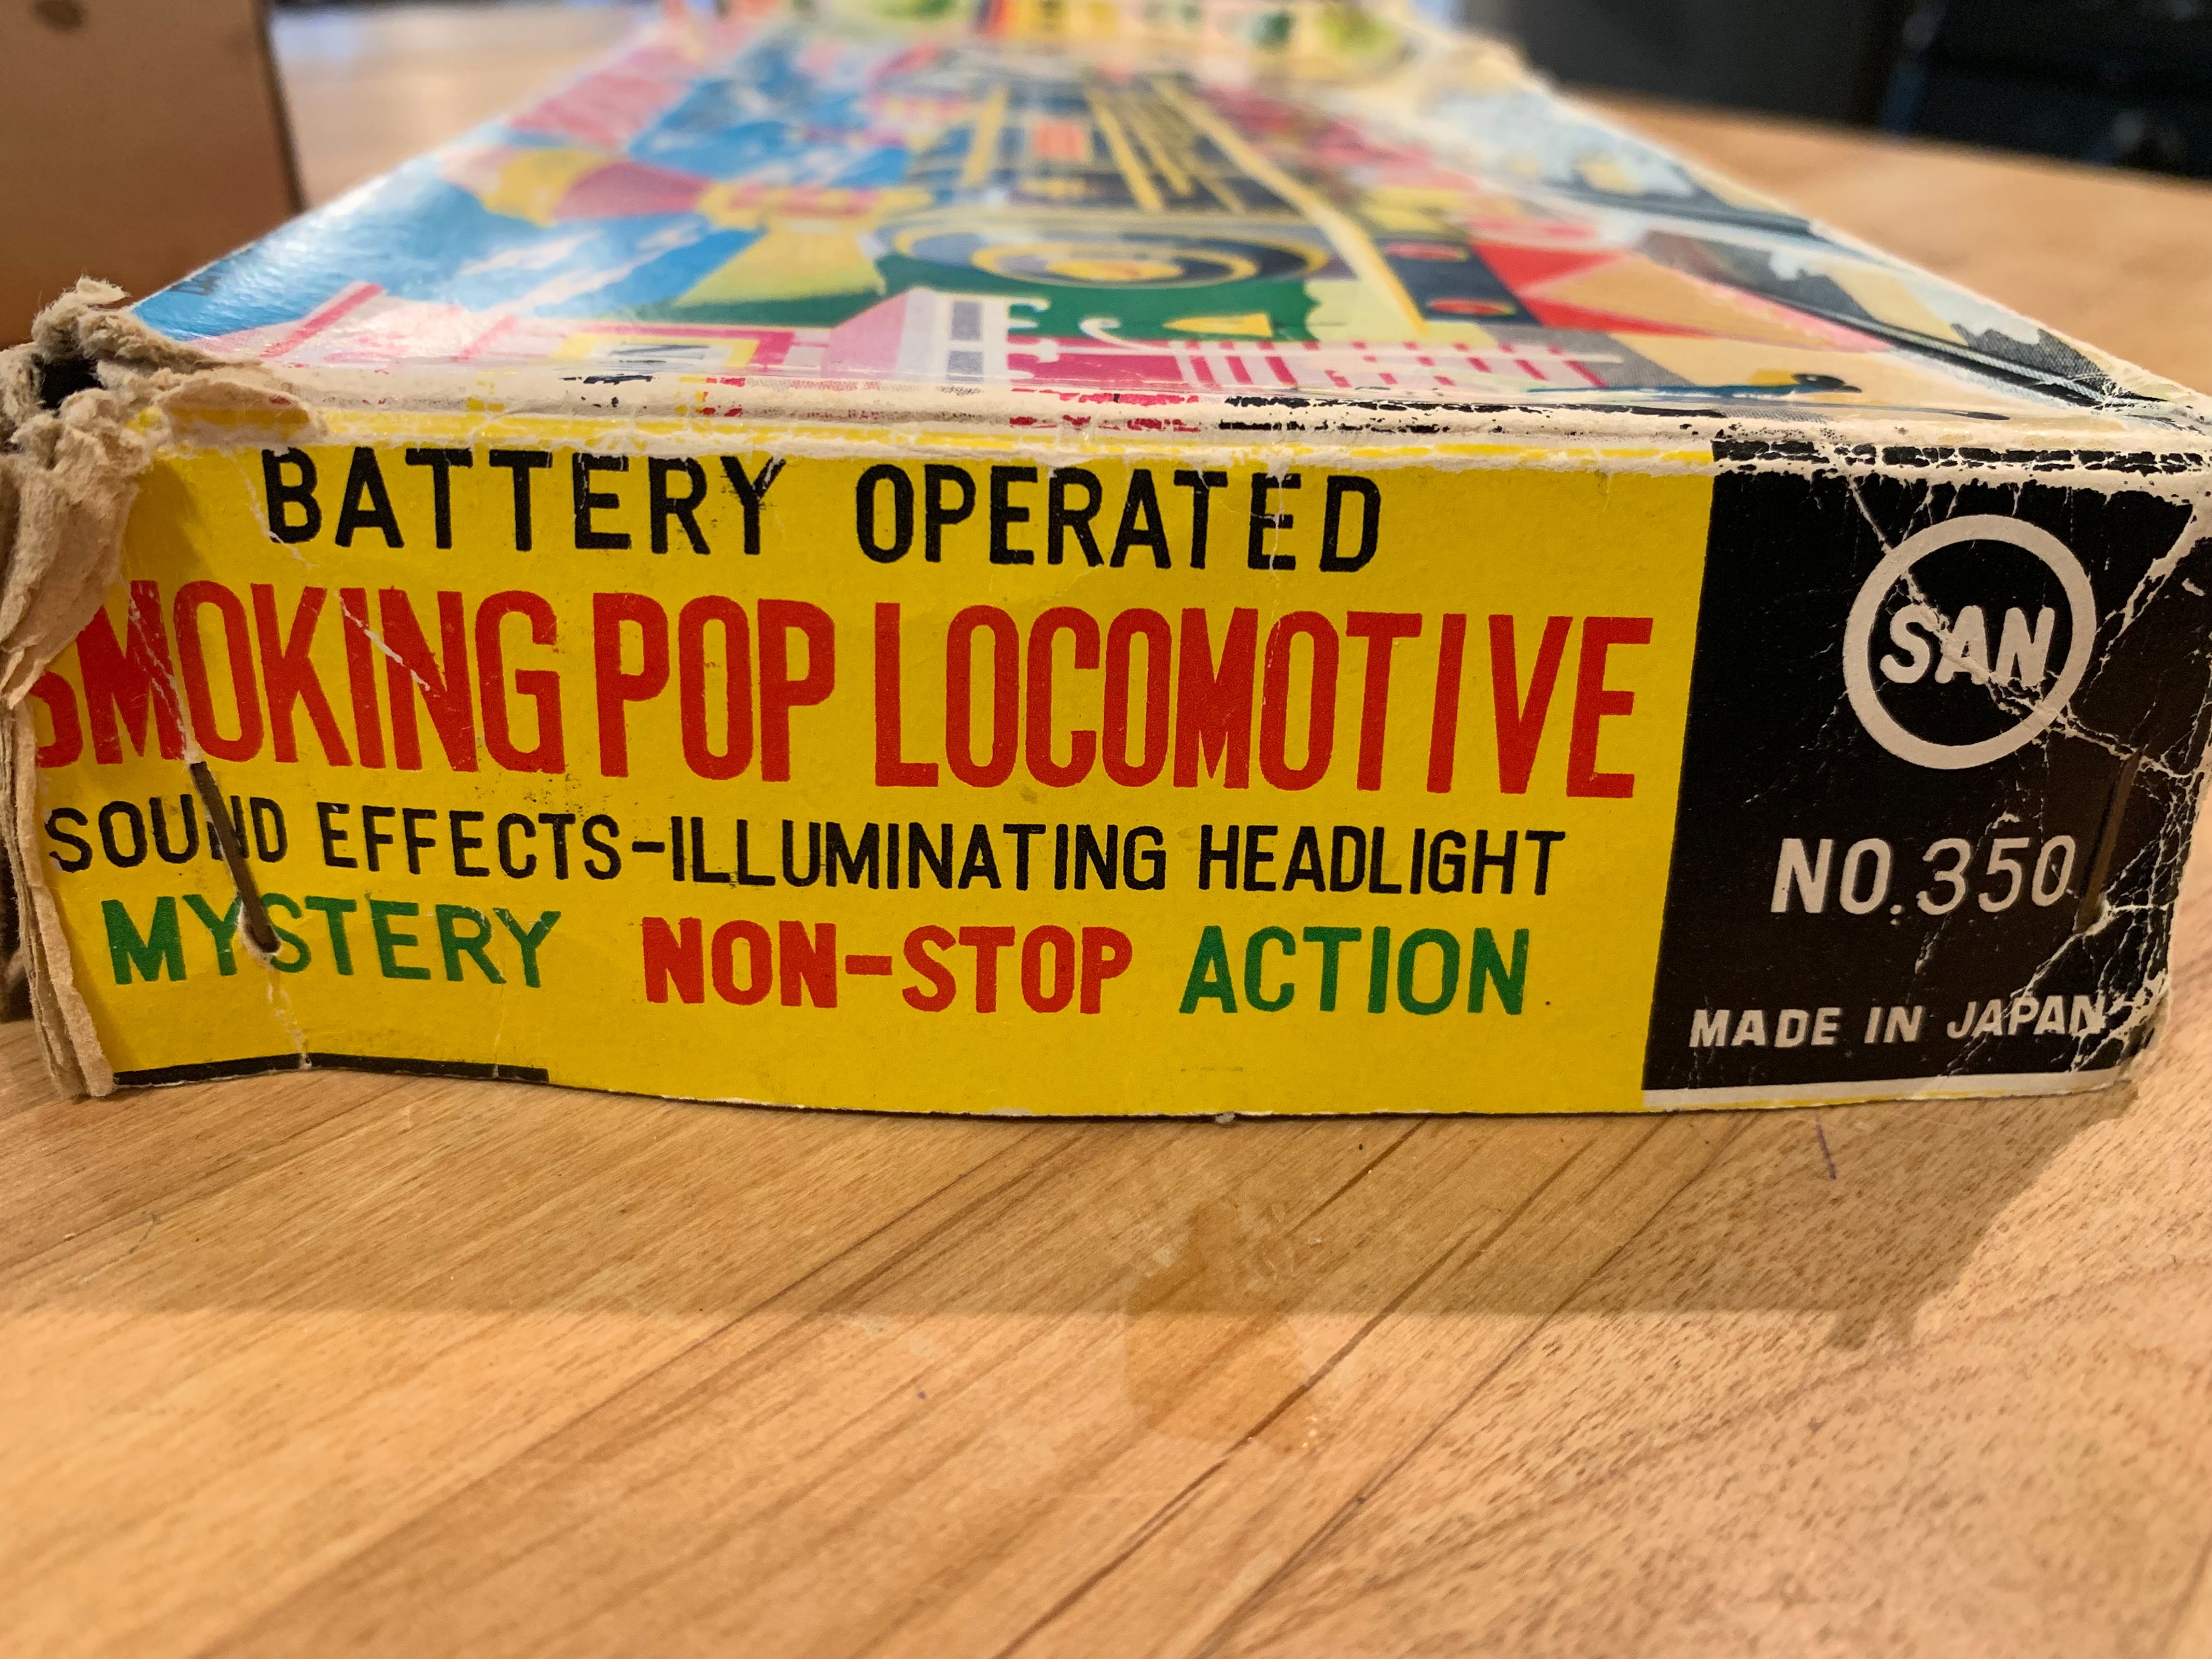 BATTERY OPERATED
SMOKING POP LOCOMOTIVE
SOUND EFFECTS-ILLUMINATING HEADLIGHT
MYSTERY NON-STOP ACTION
SAN
NO.350
MADE IN JAPAN